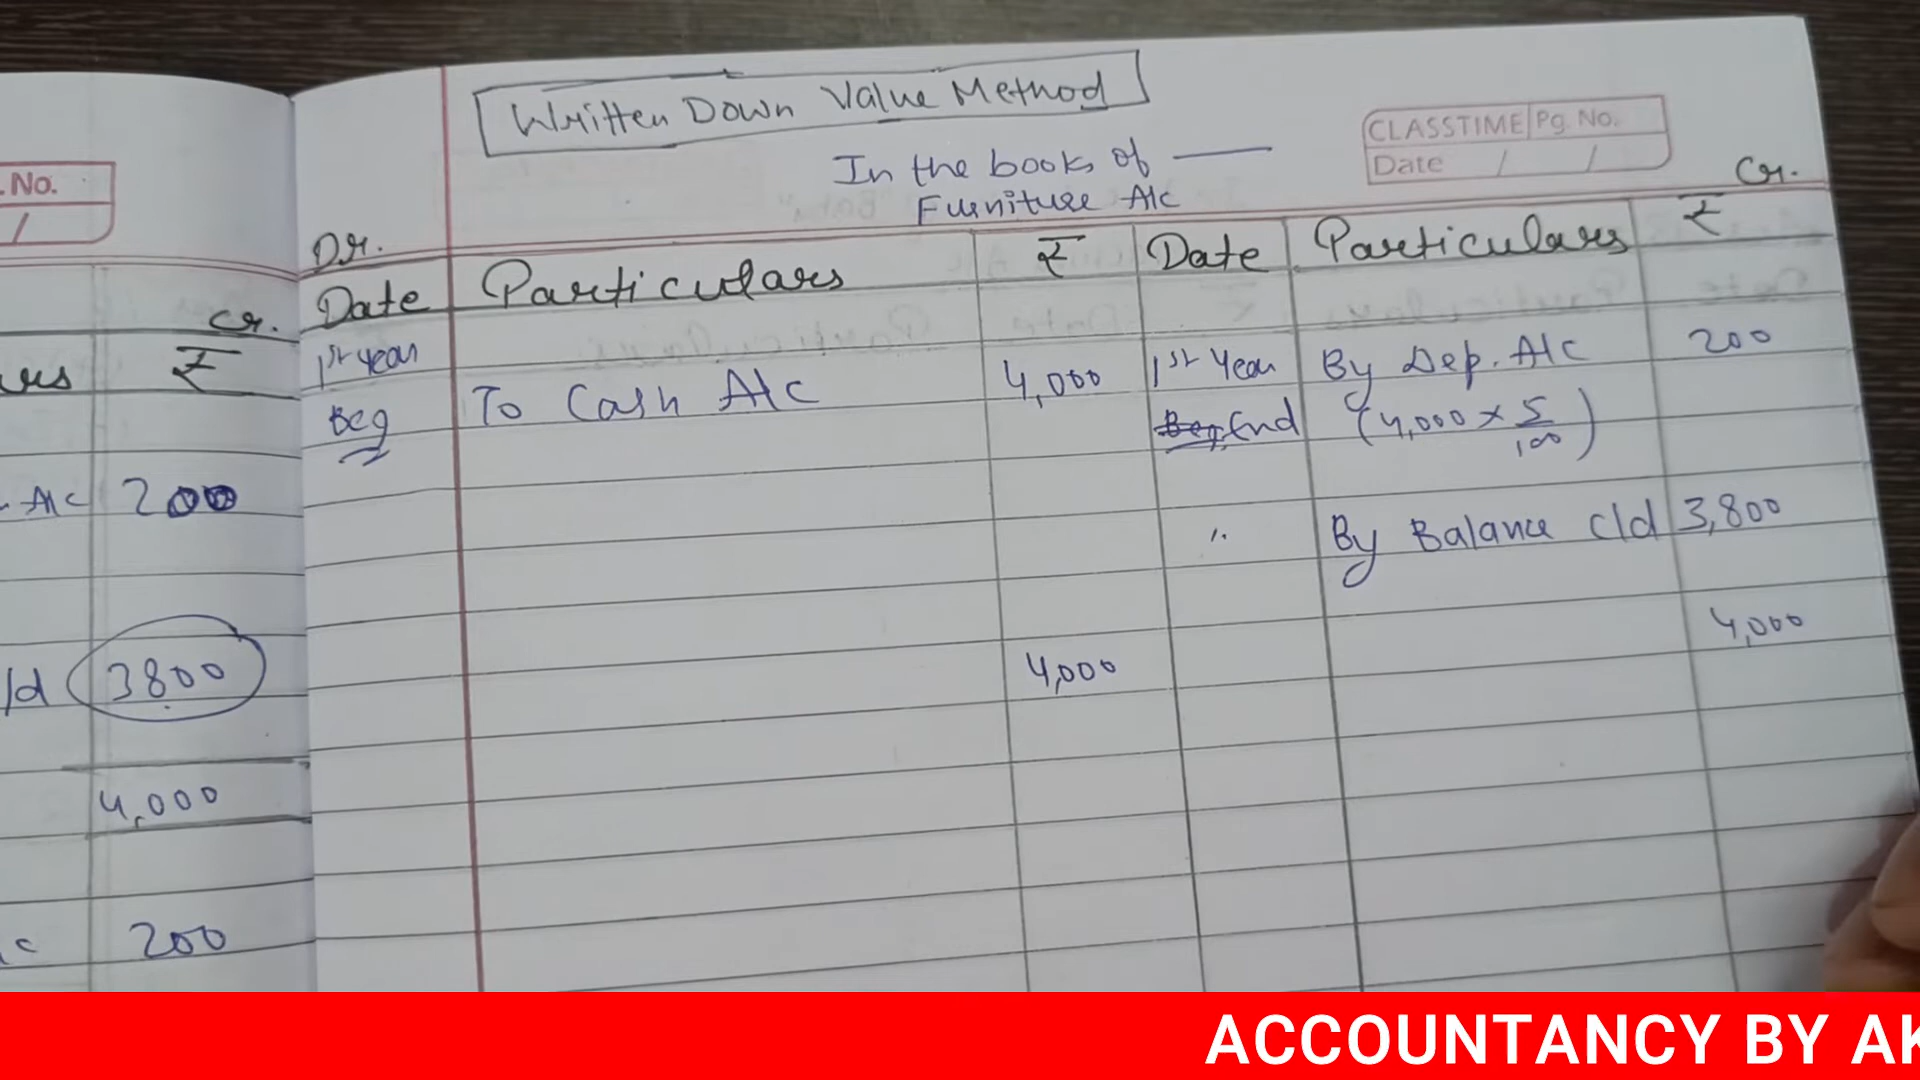 .No.
/
cr.
₹
A/c 200
/d 3800
4,000
c 200
Written Down Value Method
In the books of ——
Furniture A/c
CLASSTIME Pg. No.
Date / /
Dr.
Cr.
Date Particulars ₹ Date Particulars ₹
1st Year To Cash A/c 4,000 1st Year By Dep. A/c 200
Beg End (4,000 × 5/100)
〃 By Balance c/d 3,800
4,000 4,000
ACCOUNTANCY BY AK